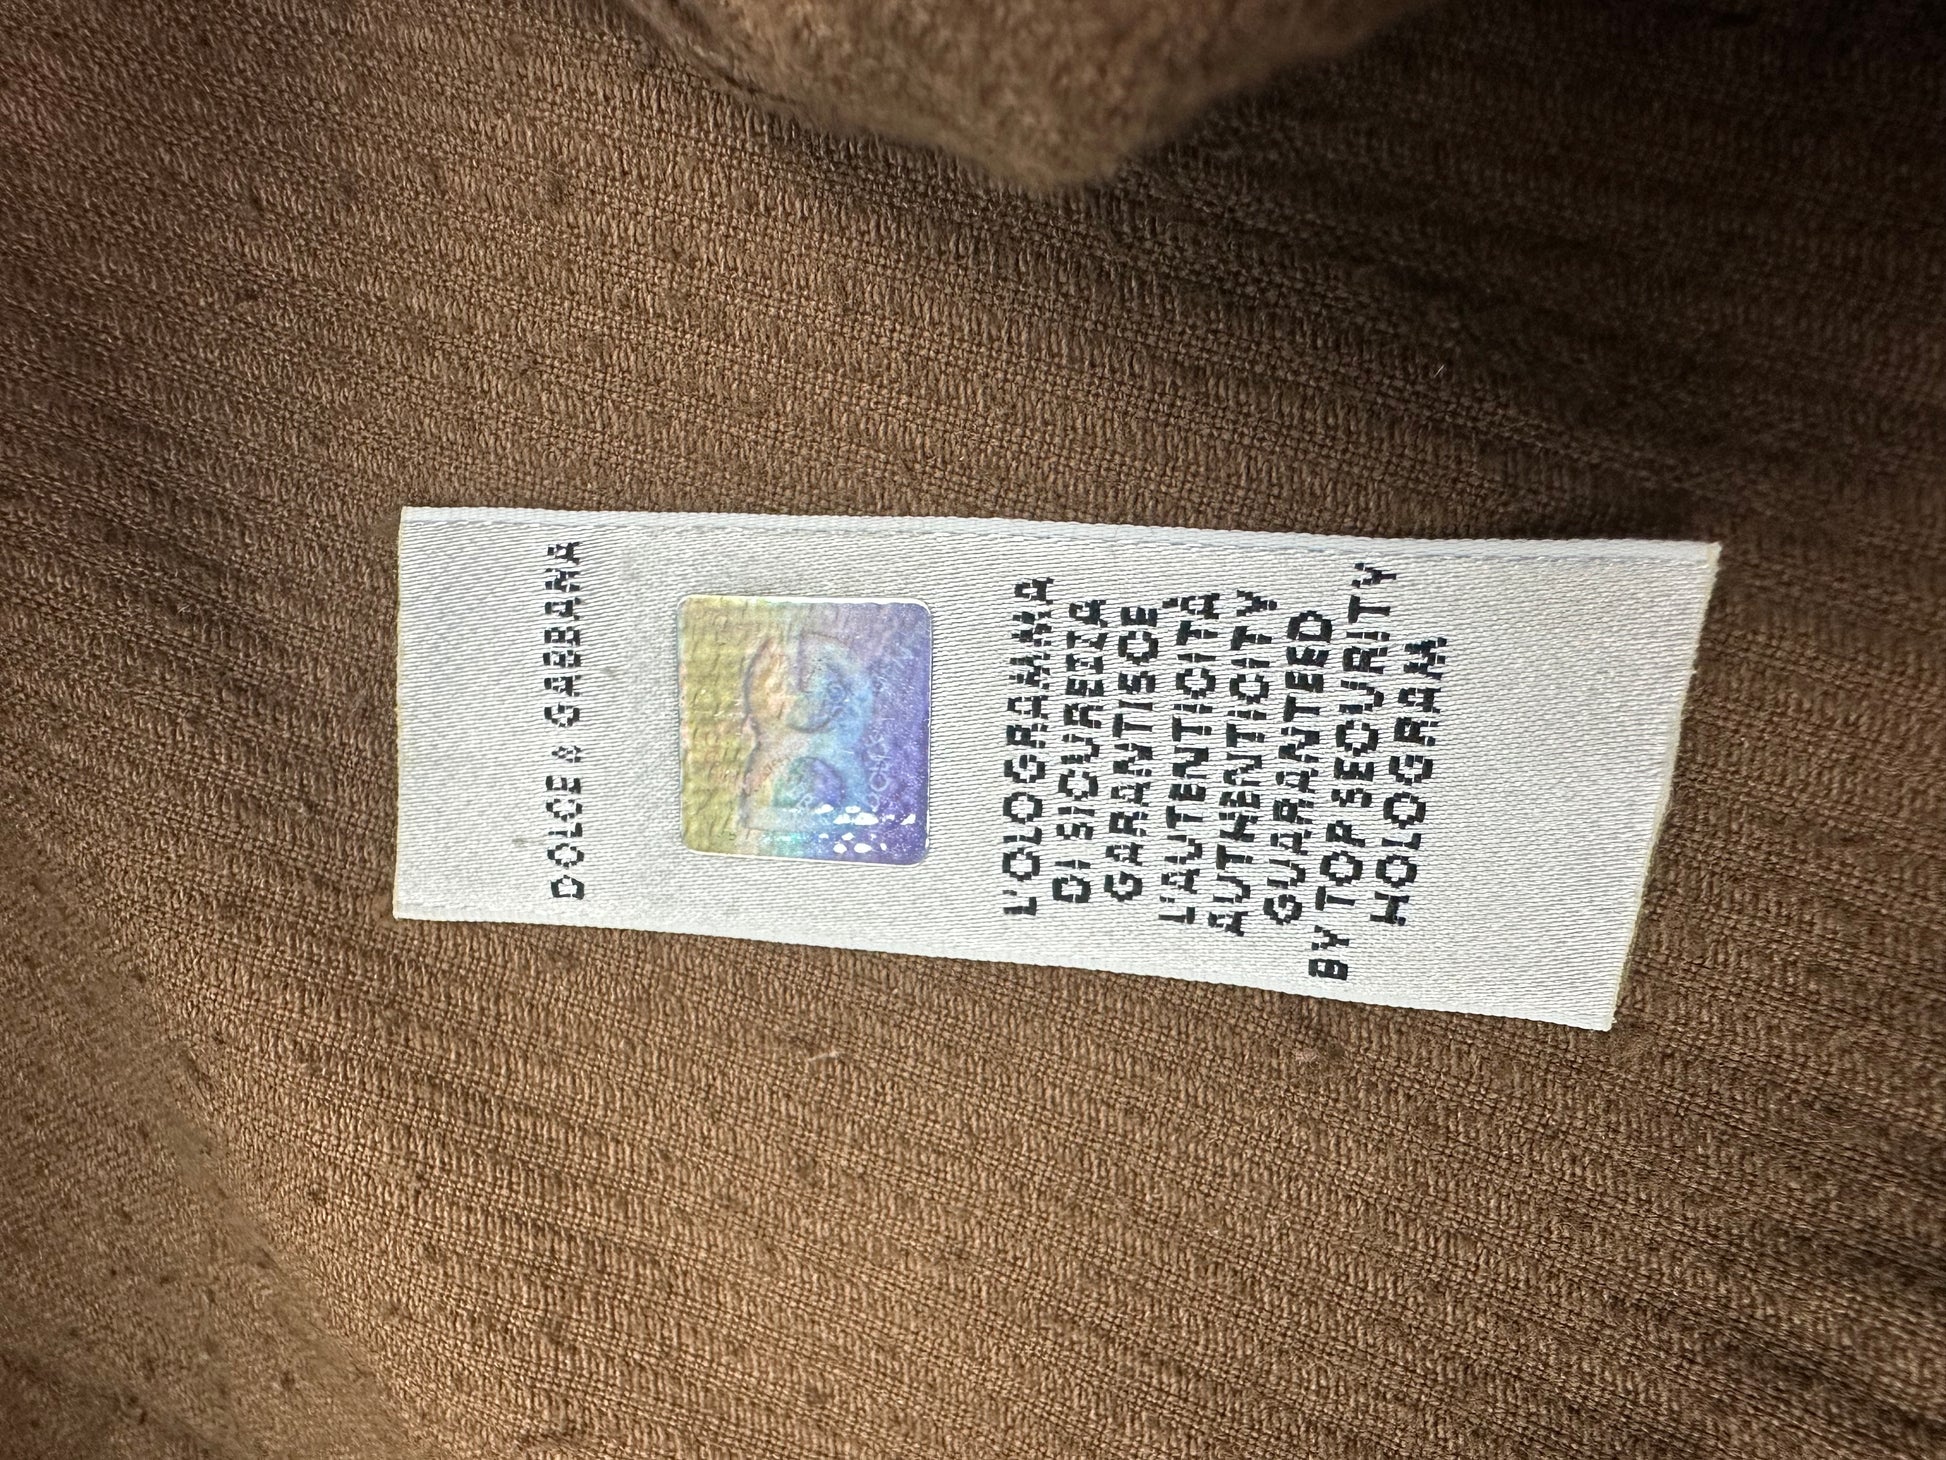 DOLCE & GABBANA
L'OLOGRAMMA
DI SICUREZZA
GARANTISCE
L'AUTENTICITÀ
AUTHENTICITY
GUARANTEED
BY TOP SECURITY
HOLOGRAM